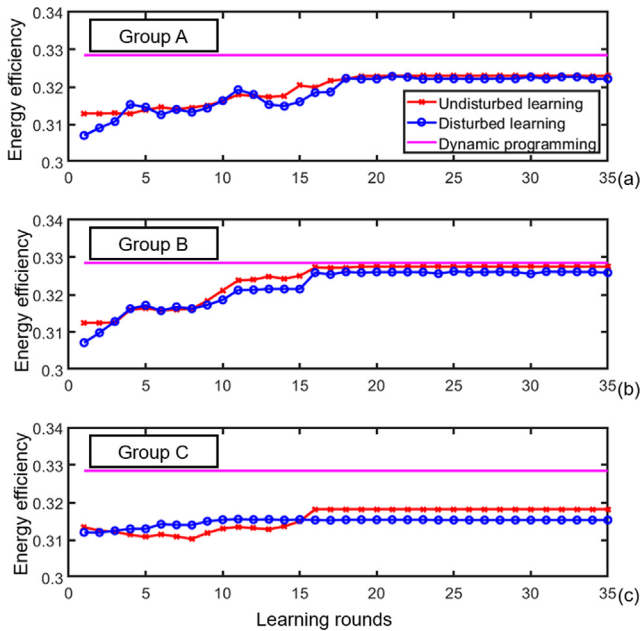 0.34
Group A
0.33
0.32
0.31
0.3
Energy efficiency
Undisturbed learning
Disturbed learning
Dynamic programming
0 5 10 15 20 25 30 35
(a)
0.34
Group B
0.33
0.32
0.31
0.3
Energy efficiency
0 5 10 15 20 25 30 35
(b)
0.34
Group C
0.33
0.32
0.31
0.3
Energy efficiency
0 5 10 15 20 25 30 35
(c)
Learning rounds